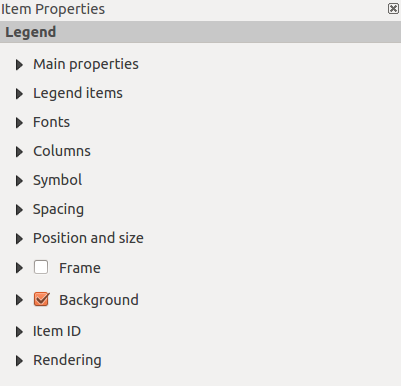 Item Properties
Legend
Main properties
Legend items
Fonts
Columns
Symbol
Spacing
Position and size
Frame
Background
Item ID
Rendering